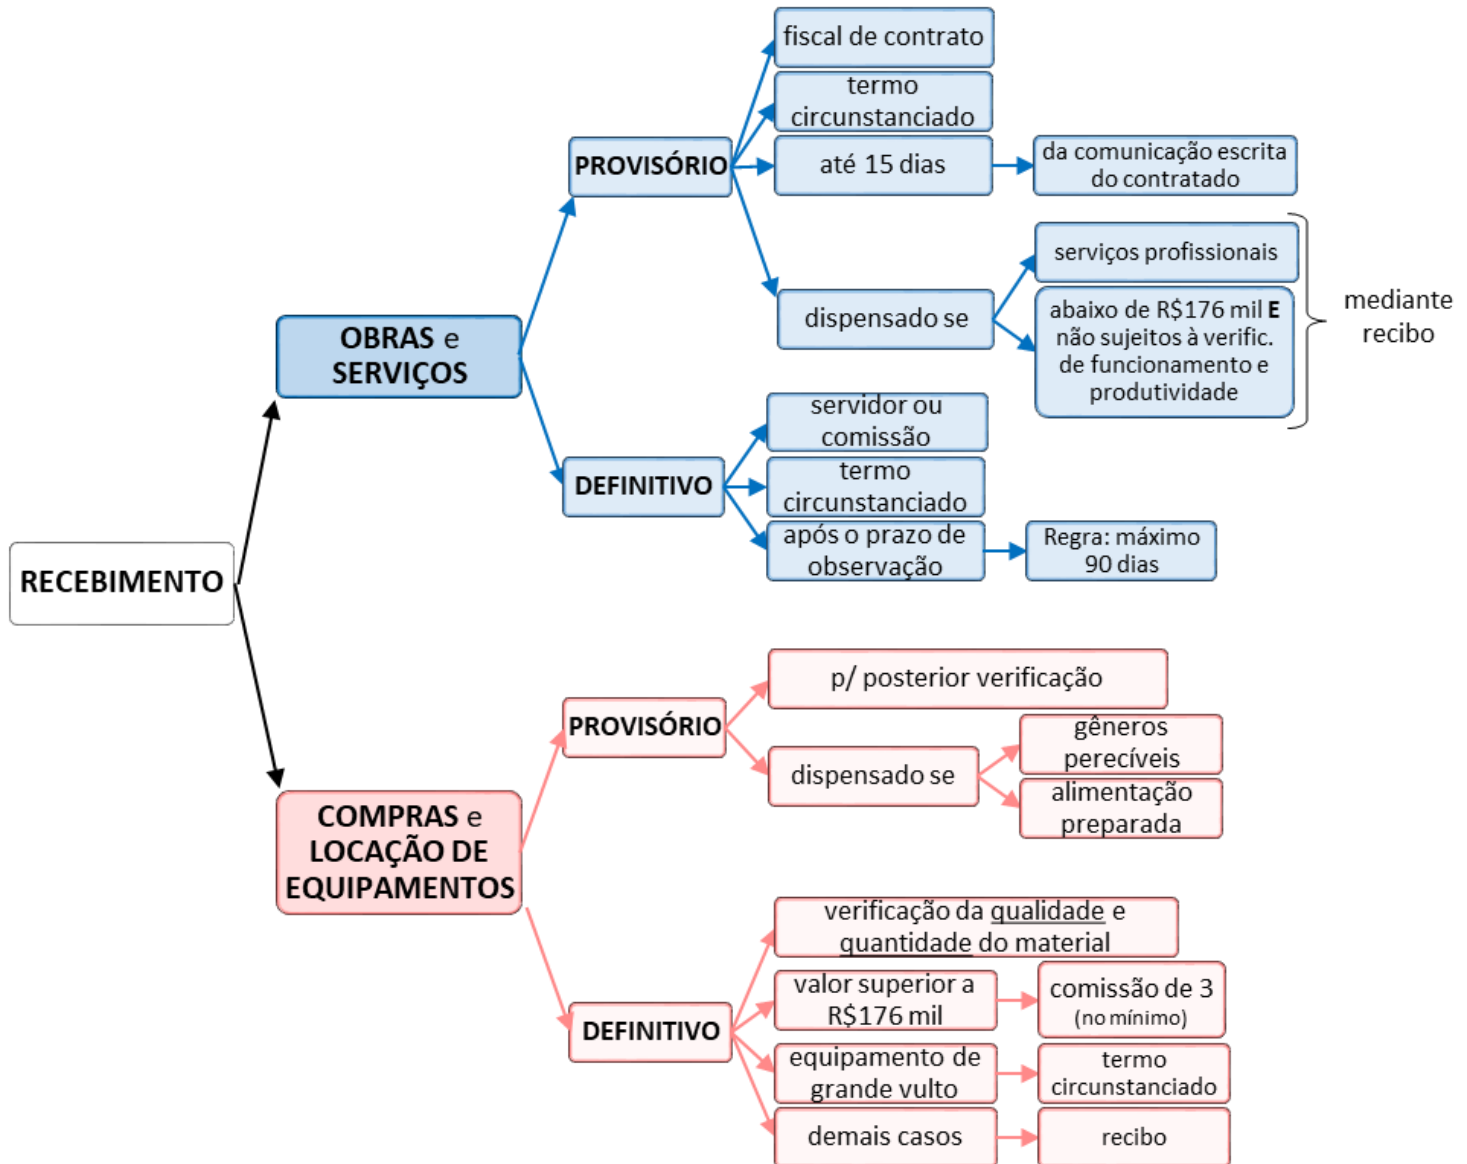 RECEBIMENTO
OBRAS e
SERVIÇOS
PROVISÓRIO
fiscal de contrato
termo
circunstanciado
até 15 dias
da comunicação escrita
do contratado
dispensado se
serviços profissionais
abaixo de R$176 mil E
não sujeitos à verific.
de funcionamento e
produtividade
mediante
recibo
DEFINITIVO
servidor ou
comissão
termo
circunstanciado
após o prazo de
observação
Regra: máximo
90 dias
COMPRAS e
LOCAÇÃO DE
EQUIPAMENTOS
PROVISÓRIO
p/ posterior verificação
dispensado se
gêneros
perecíveis
alimentação
preparada
DEFINITIVO
verificação da qualidade e
quantidade do material
valor superior a
R$176 mil
comissão de 3
(no mínimo)
equipamento de
grande vulto
termo
circunstanciado
demais casos
recibo